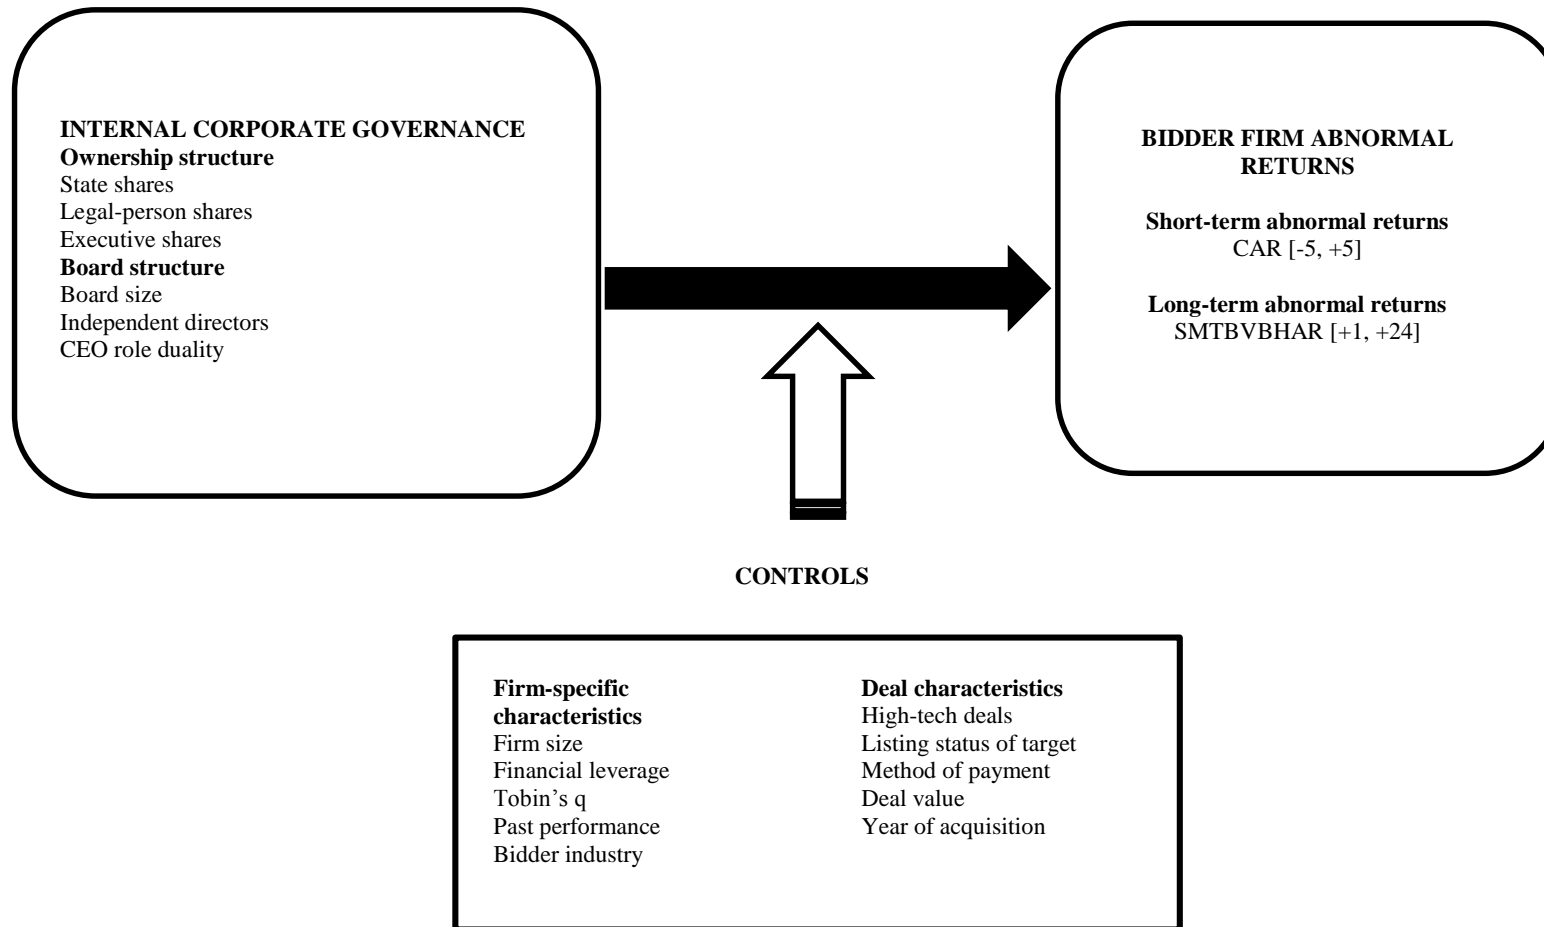 INTERNAL CORPORATE GOVERNANCE
Ownership structure
State shares
Legal-person shares
Executive shares
Board structure
Board size
Independent directors
CEO role duality
BIDDER FIRM ABNORMAL
RETURNS
Short-term abnormal returns
CAR [-5, +5]
Long-term abnormal returns
SMTBVBHAR [+1, +24]
CONTROLS
Firm-specific
characteristics
Firm size
Financial leverage
Tobin’s q
Past performance
Bidder industry
Deal characteristics
High-tech deals
Listing status of target
Method of payment
Deal value
Year of acquisition